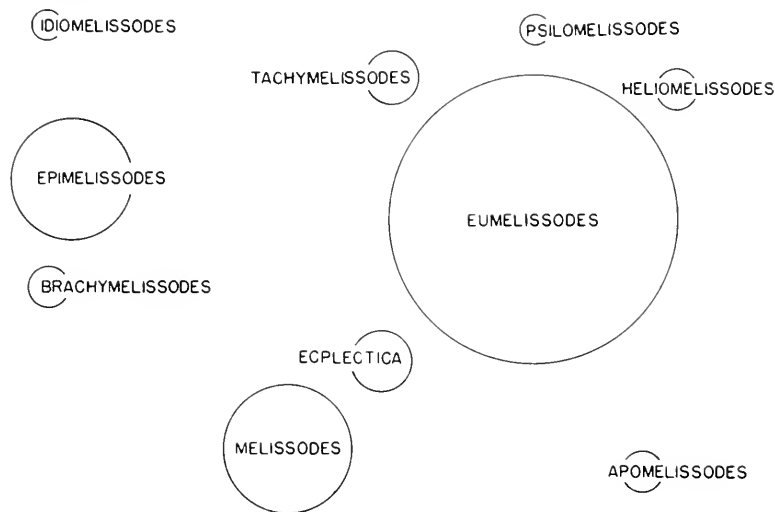 IDIOMELISSODES
PSILOMELISSODES
TACHYMELISSODES
HELIOMELISSODES
EPIMELISSODES
EUMELISSODES
BRACHYMELISSODES
ECPLECTICA
MELISSODES
APOMELISSODES